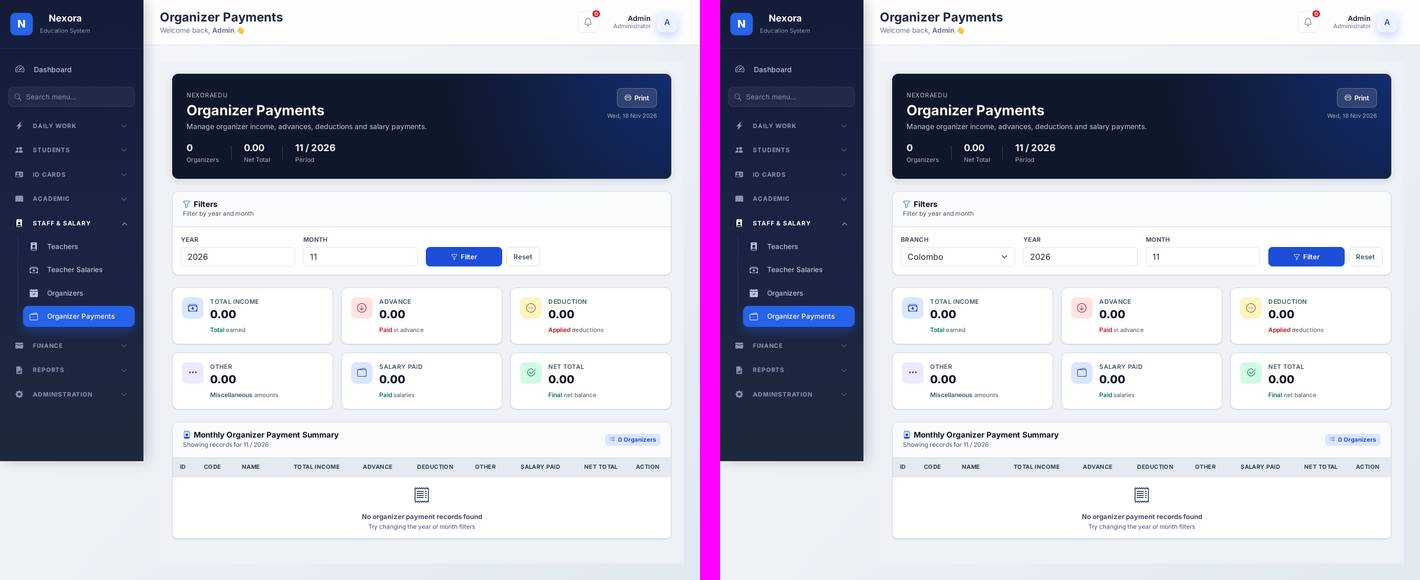 N
Nexora
Education System
Dashboard
Search menu...
DAILY WORK
STUDENTS
ID CARDS
ACADEMIC
STAFF & SALARY
Teachers
Teacher Salaries
Organizers
Organizer Payments
FINANCE
REPORTS
ADMINISTRATION
Organizer Payments
Welcome back, Admin 👋
0
Admin
Administrator
A
NEXORAEDU
Organizer Payments
Manage organizer income, advances, deductions and salary payments.
Print
Wed, 18 Nov 2026
0 0.00 11 / 2026
Organizers Net Total Period
Filters
Filter by year and month
YEAR MONTH
2026 11 Filter Reset
TOTAL INCOME
0.00
Total earned
ADVANCE
0.00
Paid in advance
DEDUCTION
0.00
Applied deductions
OTHER
0.00
Miscellaneous amounts
SALARY PAID
0.00
Paid salaries
NET TOTAL
0.00
Final net balance
Monthly Organizer Payment Summary
Showing records for 11 / 2026
0 Organizers
ID CODE NAME TOTAL INCOME ADVANCE DEDUCTION OTHER SALARY PAID NET TOTAL ACTION
No organizer payment records found
Try changing the year or month filters
N
Nexora
Education System
Dashboard
Search menu...
DAILY WORK
STUDENTS
ID CARDS
ACADEMIC
STAFF & SALARY
Teachers
Teacher Salaries
Organizers
Organizer Payments
FINANCE
REPORTS
ADMINISTRATION
Organizer Payments
Welcome back, Admin 👋
0
Admin
Administrator
A
NEXORAEDU
Organizer Payments
Manage organizer income, advances, deductions and salary payments.
Print
Wed, 18 Nov 2026
0 0.00 11 / 2026
Organizers Net Total Period
Filters
Filter by year and month
BRANCH YEAR MONTH
Colombo 2026 11 Filter Reset
TOTAL INCOME
0.00
Total earned
ADVANCE
0.00
Paid in advance
DEDUCTION
0.00
Applied deductions
OTHER
0.00
Miscellaneous amounts
SALARY PAID
0.00
Paid salaries
NET TOTAL
0.00
Final net balance
Monthly Organizer Payment Summary
Showing records for 11 / 2026
0 Organizers
ID CODE NAME TOTAL INCOME ADVANCE DEDUCTION OTHER SALARY PAID NET TOTAL ACTION
No organizer payment records found
Try changing the year or month filters